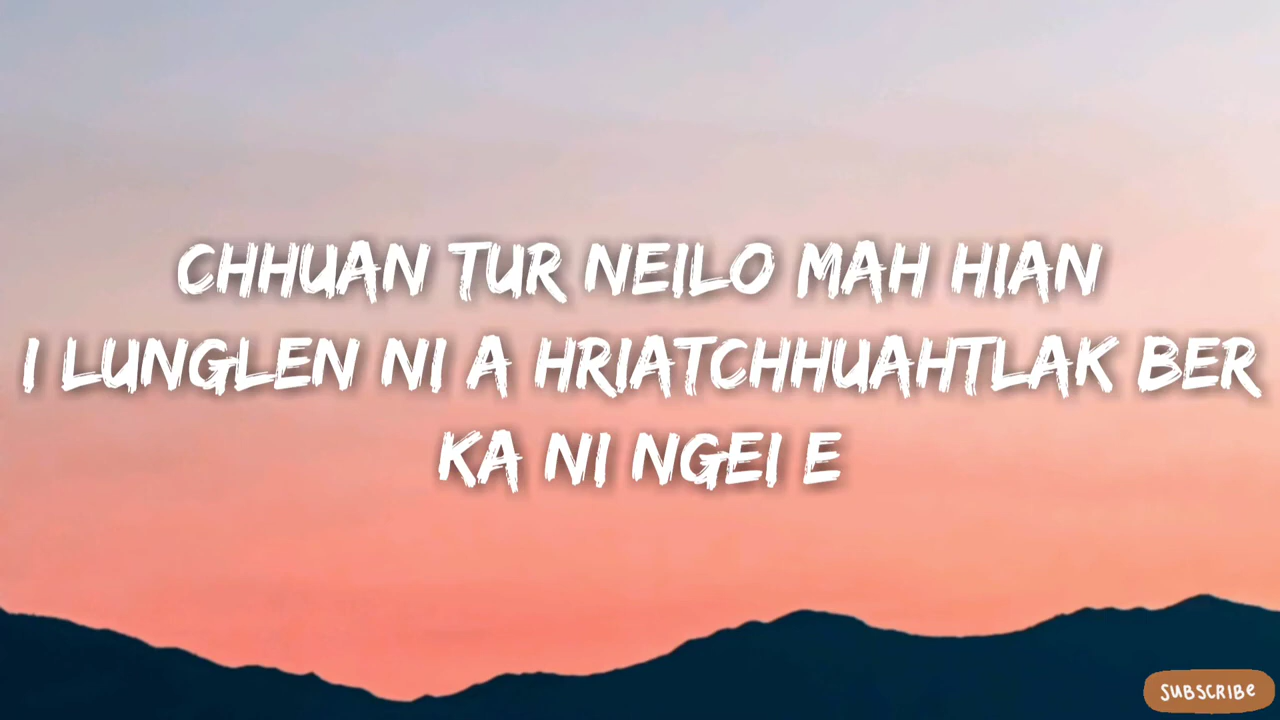 CHHUAN TUR NEILO MAH HIAN
I LUNGLEN NI A HRIATCHHUAHTLAK BER
KA NI NGEI E
SUBSCRIBE